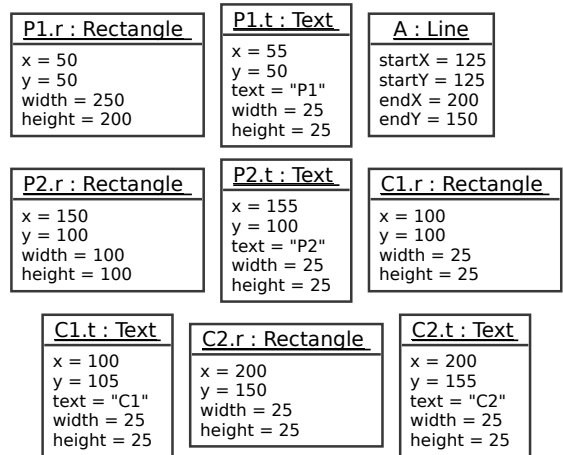 P1.r : Rectangle
x = 50
y = 50
width = 250
height = 200
P1.t : Text
x = 55
y = 50
text = "P1"
width = 25
height = 25
A : Line
startX = 125
startY = 125
endX = 200
endY = 150
P2.r : Rectangle
x = 150
y = 100
width = 100
height = 100
P2.t : Text
x = 155
y = 100
text = "P2"
width = 25
height = 25
C1.r : Rectangle
x = 100
y = 100
width = 25
height = 25
C1.t : Text
x = 100
y = 105
text = "C1"
width = 25
height = 25
C2.r : Rectangle
x = 200
y = 150
width = 25
height = 25
C2.t : Text
x = 200
y = 155
text = "C2"
width = 25
height = 25